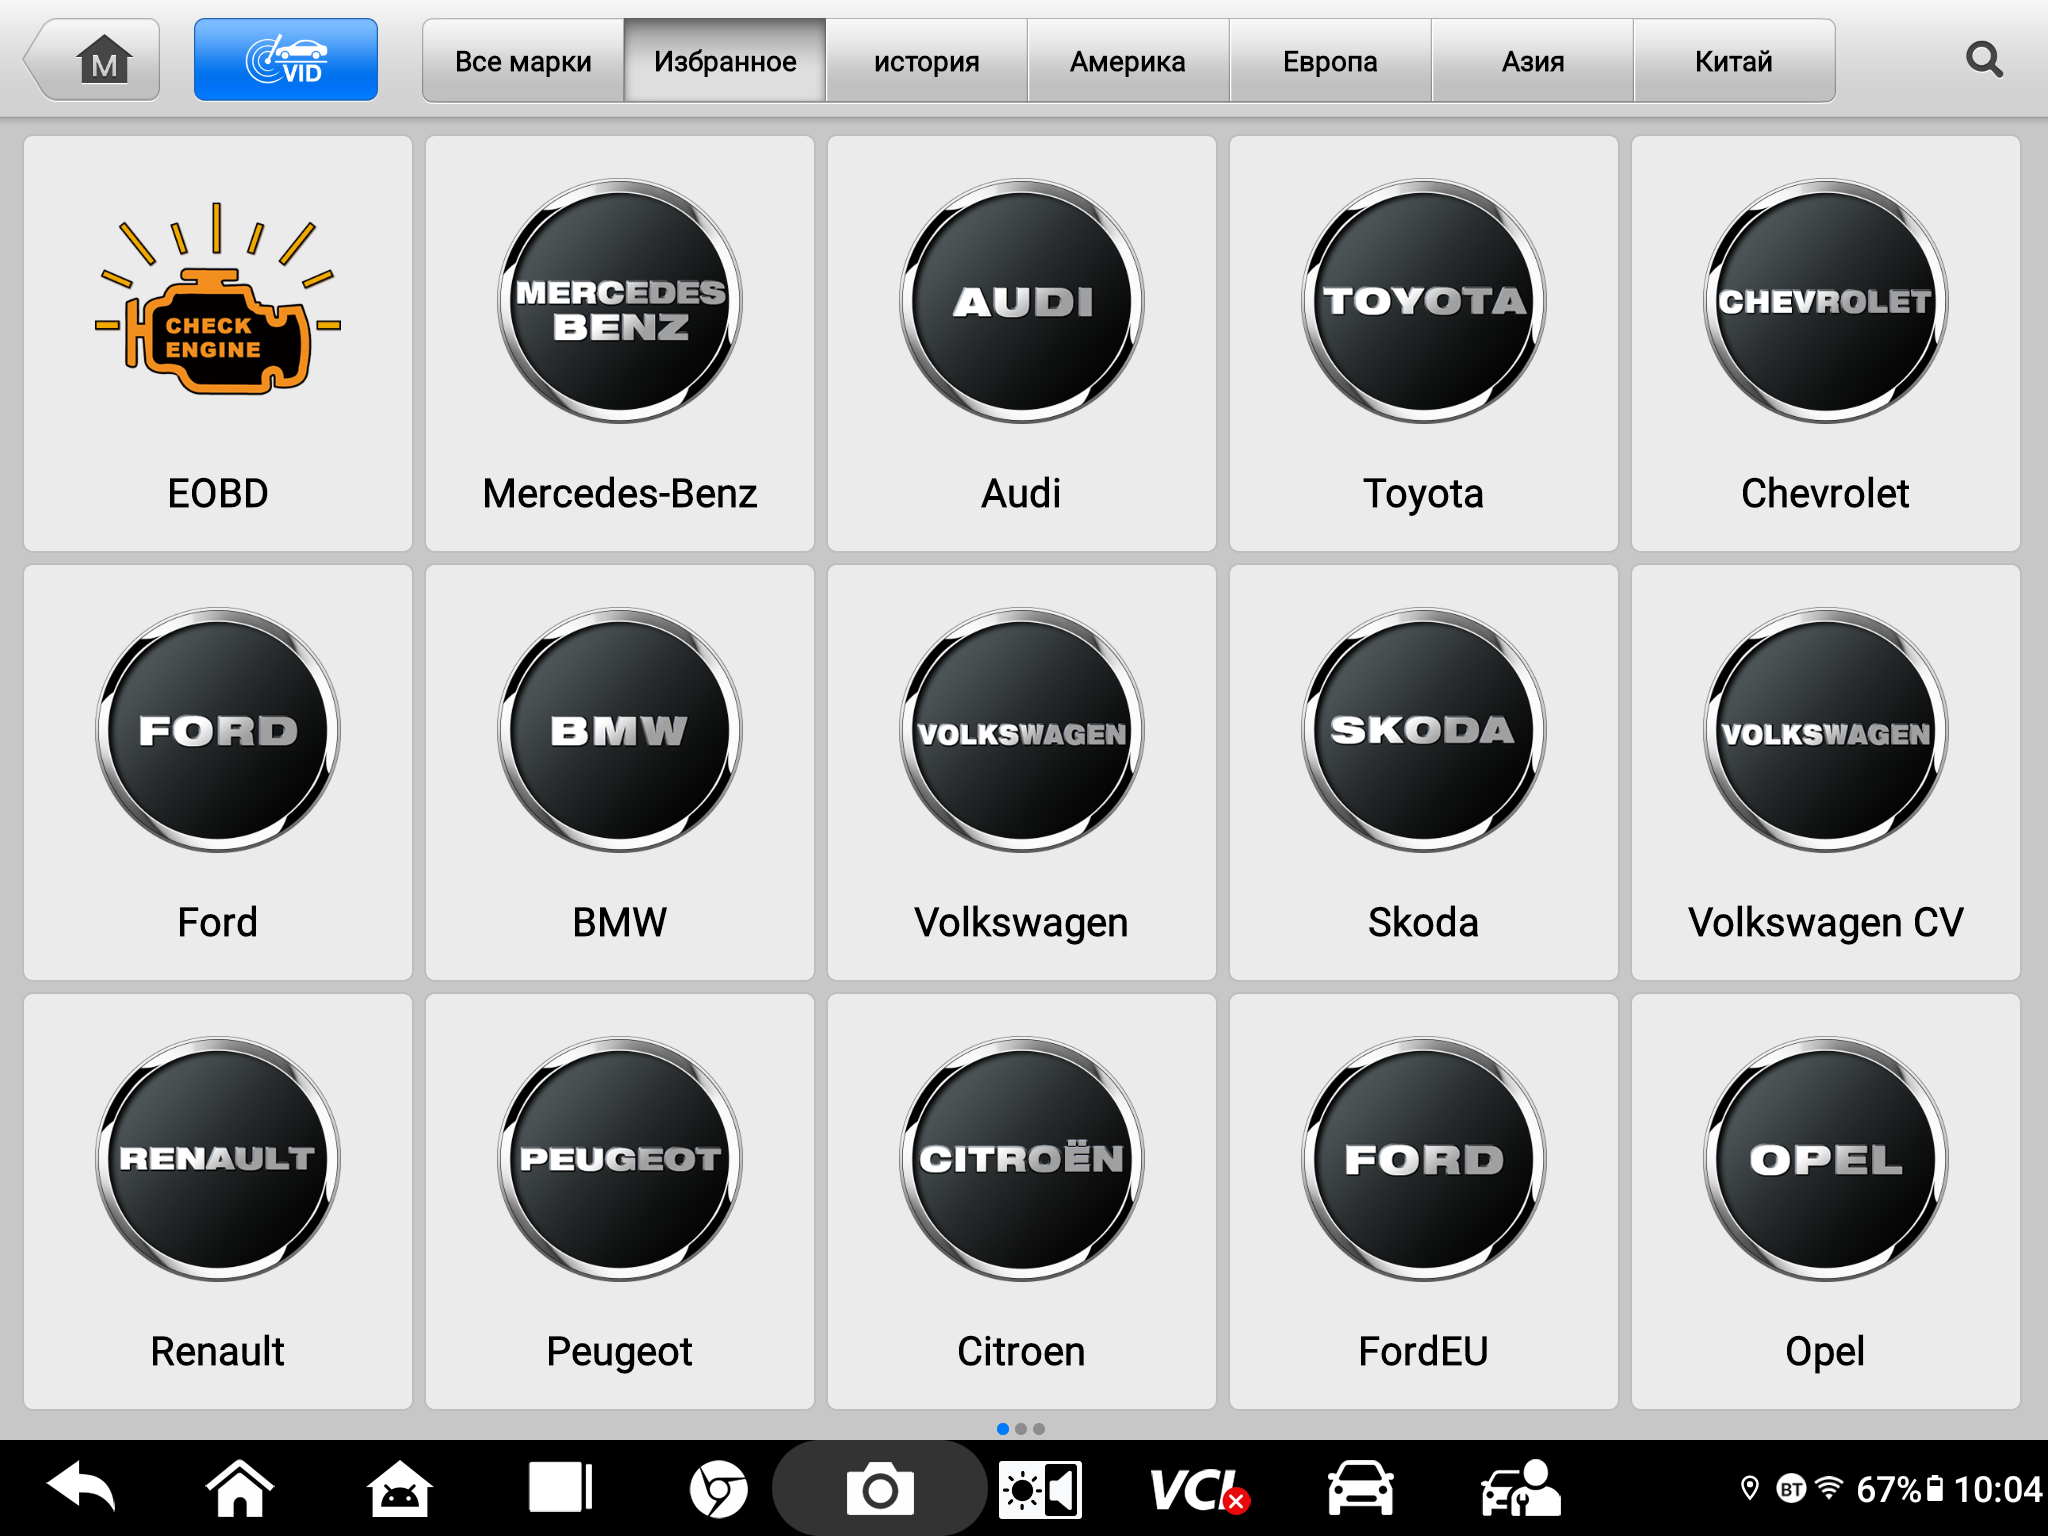 M
VID
Все марки
Избранное
история
Америка
Европа
Азия
Китай
CHECK
ENGINE
MERCEDES
BENZ
AUDI
TOYOTA
CHEVROLET
EOBD
Mercedes-Benz
Audi
Toyota
Chevrolet
FORD
BMW
VOLKSWAGEN
SKODA
VOLKSWAGEN
Ford
BMW
Volkswagen
Skoda
Volkswagen CV
RENAULT
PEUGEOT
CITROËN
FORD
OPEL
Renault
Peugeot
Citroen
FordEU
Opel
VCI
BT
67%
10:04